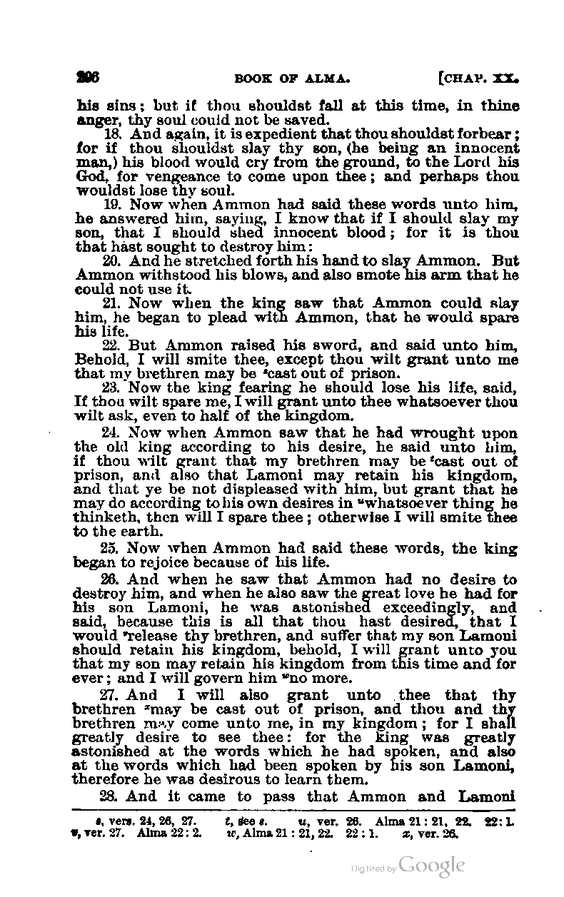 296 BOOK OF ALMA. [CHAP. XX.
his sins; but if thou shouldst fall at this time, in thine
anger, thy soul could not be saved.
18. And again, it is expedient that thou shouldst forbear;
for if thou shouldst slay thy son, (he being an innocent
man,) his blood would cry from the ground, to the Lord his
God, for vengeance to come upon thee; and perhaps thou
wouldst lose thy soul.
19. Now when Ammon had said these words unto him,
he answered him, saying, I know that if I should slay my
son, that I should shed innocent blood; for it is thou
that hast sought to destroy him:
20. And he stretched forth his hand to slay Ammon. But
Ammon withstood his blows, and also smote his arm that he
could not use it.
21. Now when the king saw that Ammon could slay
him, he began to plead with Ammon, that he would spare
his life.
22. But Ammon raised his sword, and said unto him,
Behold, I will smite thee, except thou wilt grant unto me
that my brethren may be ˢcast out of prison.
23. Now the king fearing he should lose his life, said,
If thou wilt spare me, I will grant unto thee whatsoever thou
wilt ask, even to half of the kingdom.
24. Now when Ammon saw that he had wrought upon
the old king according to his desire, he said unto him,
if thou wilt grant that my brethren may be ᵗcast out of
prison, and also that Lamoni may retain his kingdom,
and that ye be not displeased with him, but grant that he
may do according to his own desires in ᵘwhatsoever thing he
thinketh, then will I spare thee; otherwise I will smite thee
to the earth.
25. Now when Ammon had said these words, the king
began to rejoice because of his life.
26. And when he saw that Ammon had no desire to
destroy him, and when he also saw the great love he had for
his son Lamoni, he was astonished exceedingly, and
said, because this is all that thou hast desired, that I
would ᵛrelease thy brethren, and suffer that my son Lamoni
should retain his kingdom, behold, I will grant unto you
that my son may retain his kingdom from this time and for
ever; and I will govern him ʷno more.
27. And I will also grant unto thee that thy
brethren ˣmay be cast out of prison, and thou and thy
brethren may come unto me, in my kingdom; for I shall
greatly desire to see thee: for the king was greatly
astonished at the words which he had spoken, and also
at the words which had been spoken by his son Lamoni,
therefore he was desirous to learn them.
28. And it came to pass that Ammon and Lamoni
s, vers. 24, 26, 27. t, see s. u, ver. 26. Alma 21: 21, 22. 22: 1.
v, ver. 27. Alma 22: 2. w, Alma 21: 21, 22. 22: 1. x, ver. 26.
Digitized by Google